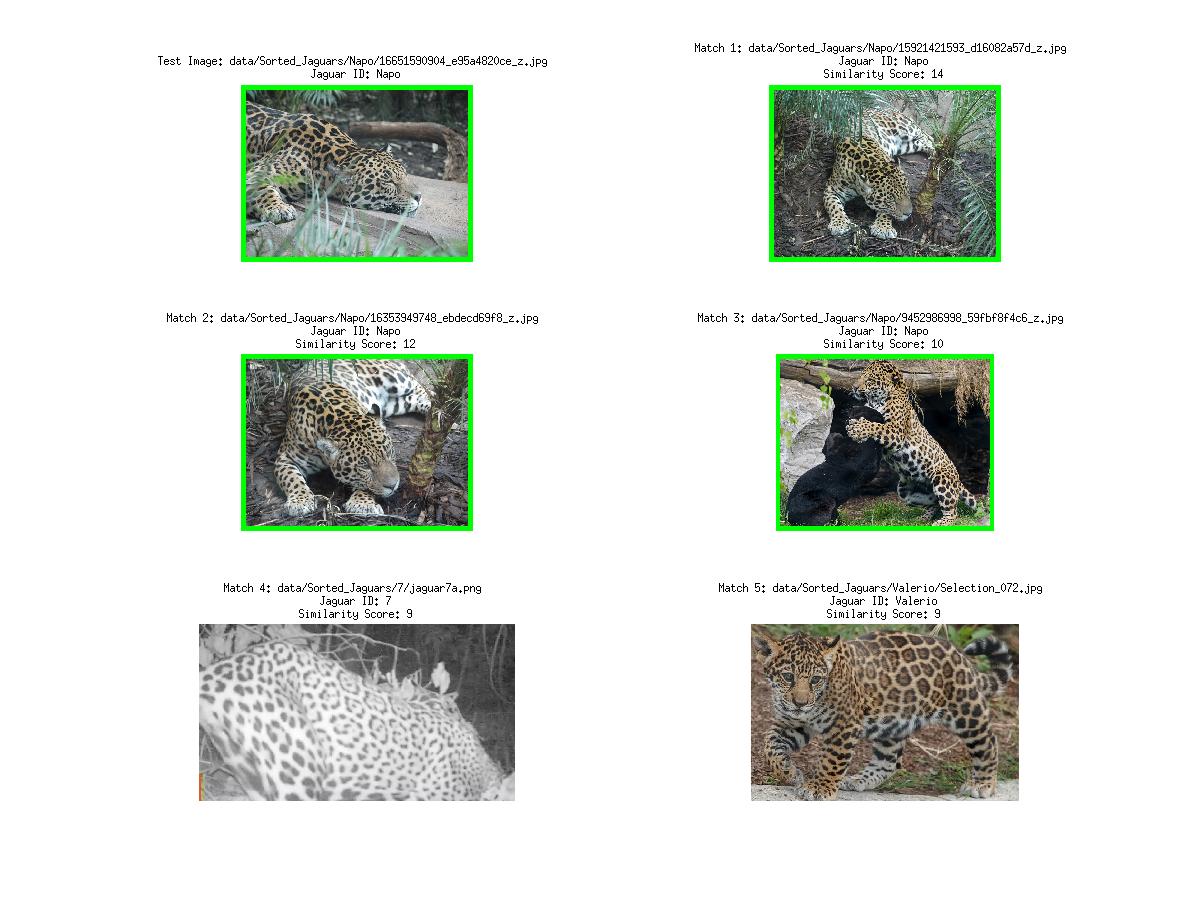 Test Image: data/Sorted_Jaguars/Napo/16651590904_e95a4820ce_z.jpg
Jaguar ID: Napo
Match 1: data/Sorted_Jaguars/Napo/15921421593_d16082a57d_z.jpg
Jaguar ID: Napo
Similarity Score: 14
Match 2: data/Sorted_Jaguars/Napo/16353949748_ebdecd69f8_z.jpg
Jaguar ID: Napo
Similarity Score: 12
Match 3: data/Sorted_Jaguars/Napo/9452986998_59fbf8f4c6_z.jpg
Jaguar ID: Napo
Similarity Score: 10
Match 4: data/Sorted_Jaguars/7/jaguar7a.png
Jaguar ID: 7
Similarity Score: 9
Match 5: data/Sorted_Jaguars/Valerio/Selection_072.jpg
Jaguar ID: Valerio
Similarity Score: 9